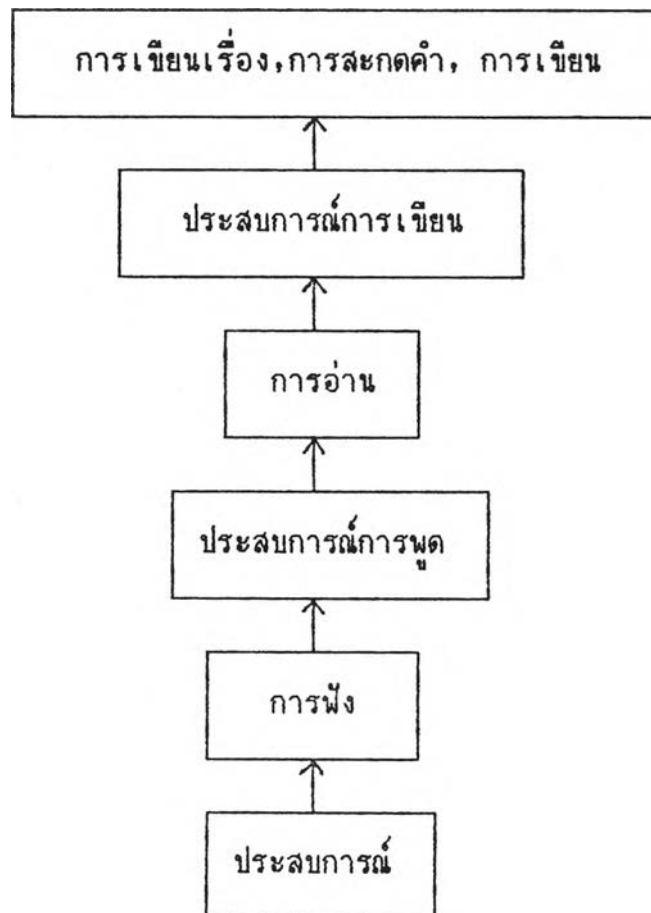 การเขียนเรื่อง,การสะกดคำ, การเขียน
ประสบการณ์การเขียน
การอ่าน
ประสบการณ์การพูด
การฟัง
ประสบการณ์